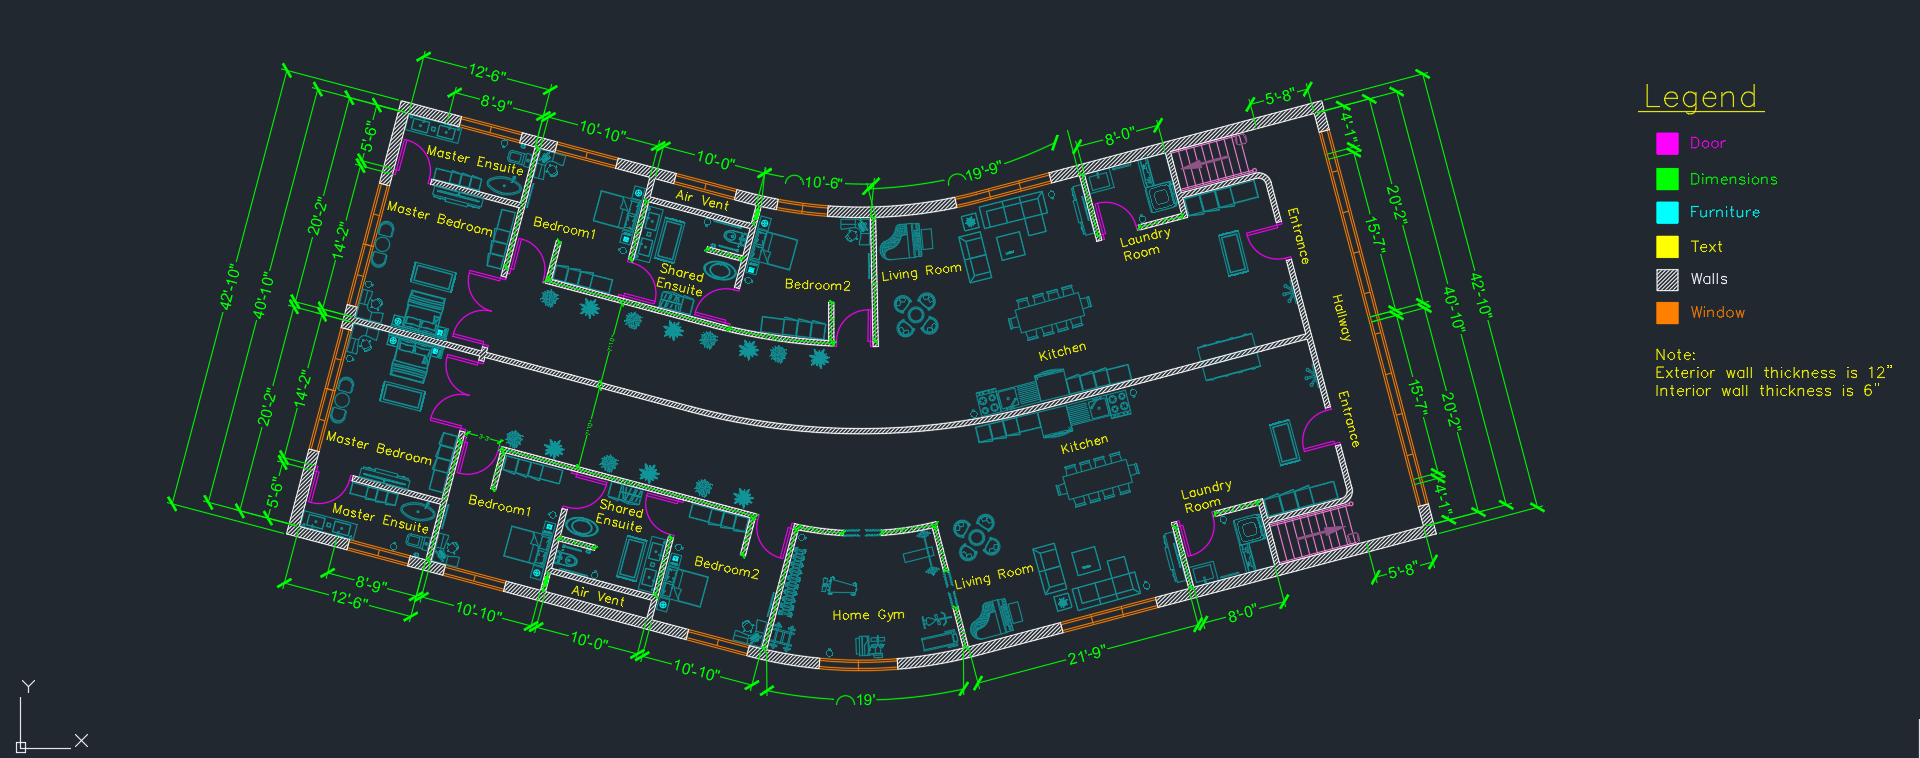 12'-6"
8'-9"
10'-10"
10'-0"
⌒10'-6"
⌒19'-9"
8'-0"
5'-8"
Legend
Door
Dimensions
Furniture
Text
Walls
Window
Note:
Exterior wall thickness is 12"
Interior wall thickness is 6"
42'-10"
40'-10"
20'-2"
14'-2"
5'-6"
20'-2"
14'-2"
5'-6"
Master Ensuite
Master Bedroom
Bedroom1
Air Vent
Shared
Ensuite
Bedroom2
Living Room
Laundry
Room
Kitchen
Entrance
Hallway
4'-1"
20'-2"
15'-7"
42'-10"
40'-10"
15'-7"
20'-2"
4'-1"
Kitchen
Entrance
Master Bedroom
Master Ensuite
Bedroom1
Shared
Ensuite
Air Vent
Bedroom2
Home Gym
Living Room
Laundry
Room
8'-9"
12'-6"
10'-10"
10'-0"
10'-10"
⌒19'
21'-9"
8'-0"
5'-8"
Y
X